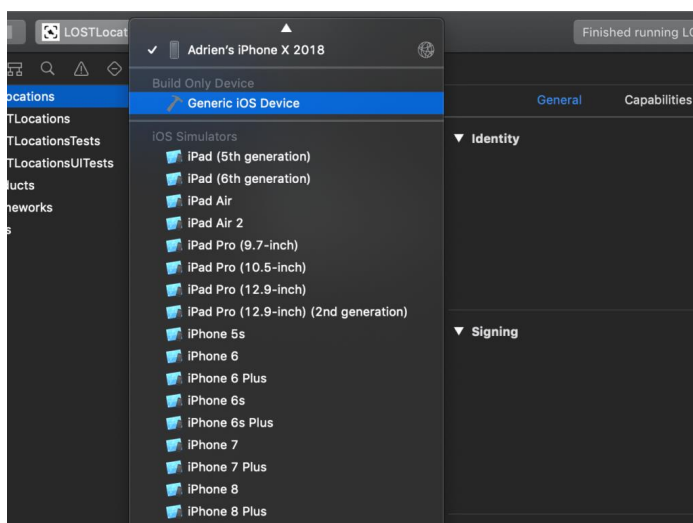 LOSTLocat
Finished running LO
✓ Adrien's iPhone X 2018
Build Only Device
Generic iOS Device
General Capabilities
ocations
TLocations
TLocationsTests
TLocationsUITests
ducts
neworks
s
iOS Simulators
iPad (5th generation)
iPad (6th generation)
iPad Air
iPad Air 2
iPad Pro (9.7-inch)
iPad Pro (10.5-inch)
iPad Pro (12.9-inch)
iPad Pro (12.9-inch) (2nd generation)
iPhone 5s
iPhone 6
iPhone 6 Plus
iPhone 6s
iPhone 6s Plus
iPhone 7
iPhone 7 Plus
iPhone 8
iPhone 8 Plus
▼ Identity
▼ Signing